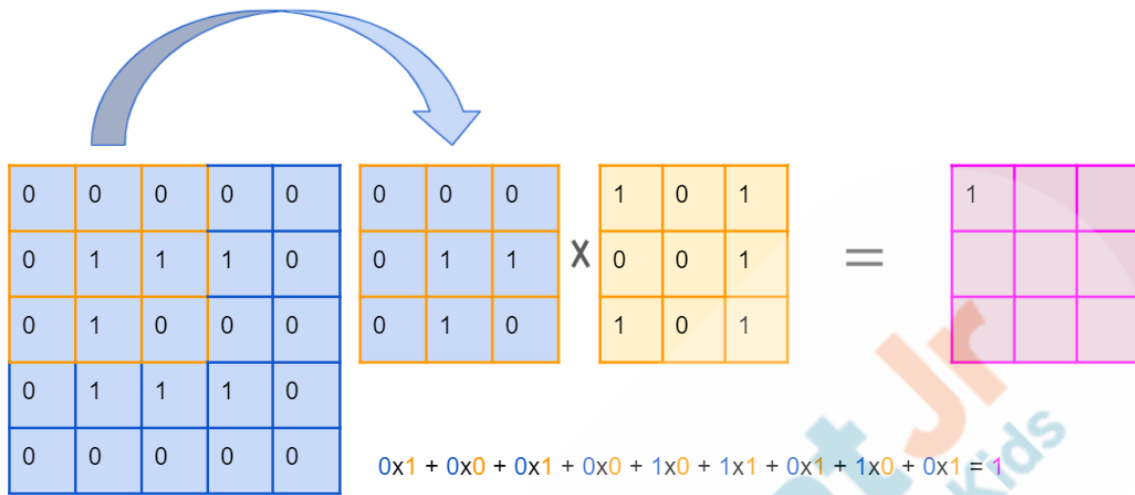 0 0 0 0 0 0 0 0 1 0 1 1
0 1 1 1 0 0 1 1 x 0 0 1 =
0 1 0 0 0 0 1 0 1 0 1
0 1 1 1 0
0 0 0 0 0
0x1 + 0x0 + 0x1 + 0x0 + 1x0 + 1x1 + 0x1 + 1x0 + 0x1 = 1
t Jr
Kids